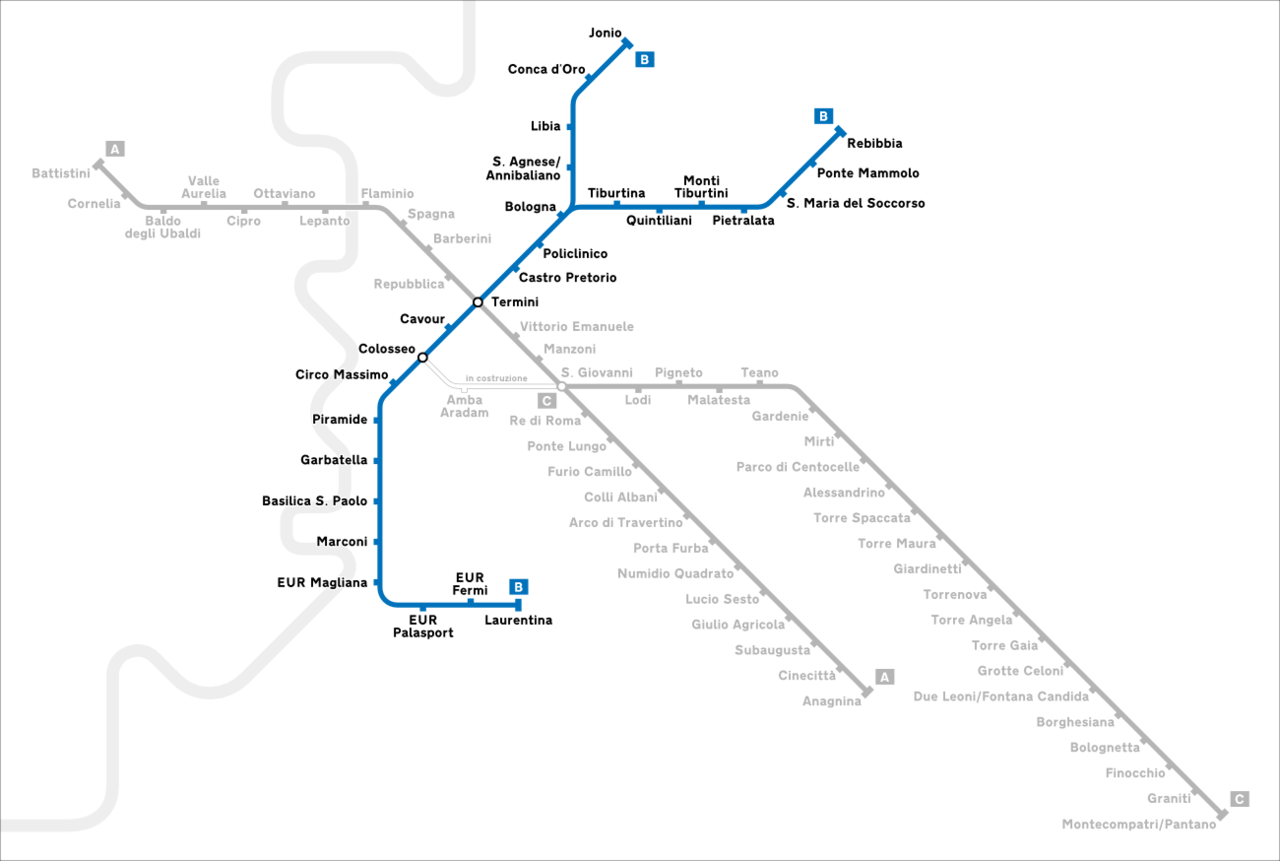 Jonio
B
Conca d'Oro
B
Libia
Rebibbia
A
S. Agnese/
Annibaliano
Ponte Mammolo
Battistini
Valle
Aurelia
Ottaviano
Flaminio
Tiburtina
Monti
Tiburtini
S. Maria del Soccorso
Cornelia
Bologna
Baldo
degli Ubaldi
Cipro
Lepanto
Spagna
Quintiliani
Pietralata
Barberini
Policlinico
Repubblica
Castro Pretorio
Termini
Cavour
Vittorio Emanuele
Colosseo
Manzoni
Circo Massimo
in costruzione
S. Giovanni
Pigneto
Teano
Amba
Aradam
C
Lodi
Malatesta
Piramide
Re di Roma
Gardenie
Ponte Lungo
Mirti
Garbatella
Furio Camillo
Parco di Centocelle
Basilica S. Paolo
Colli Albani
Alessandrino
Arco di Travertino
Torre Spaccata
Marconi
Porta Furba
Torre Maura
EUR Magliana
Numidio Quadrato
Giardinetti
EUR
Fermi
B
Lucio Sesto
Torrenova
EUR
Palasport
Laurentina
Giulio Agricola
Torre Angela
Subaugusta
Torre Gaia
Cinecittà
A
Grotte Celoni
Anagnina
Due Leoni/Fontana Candida
Borghesiana
Bolognetta
Finocchio
Graniti
C
Montecompatri/Pantano